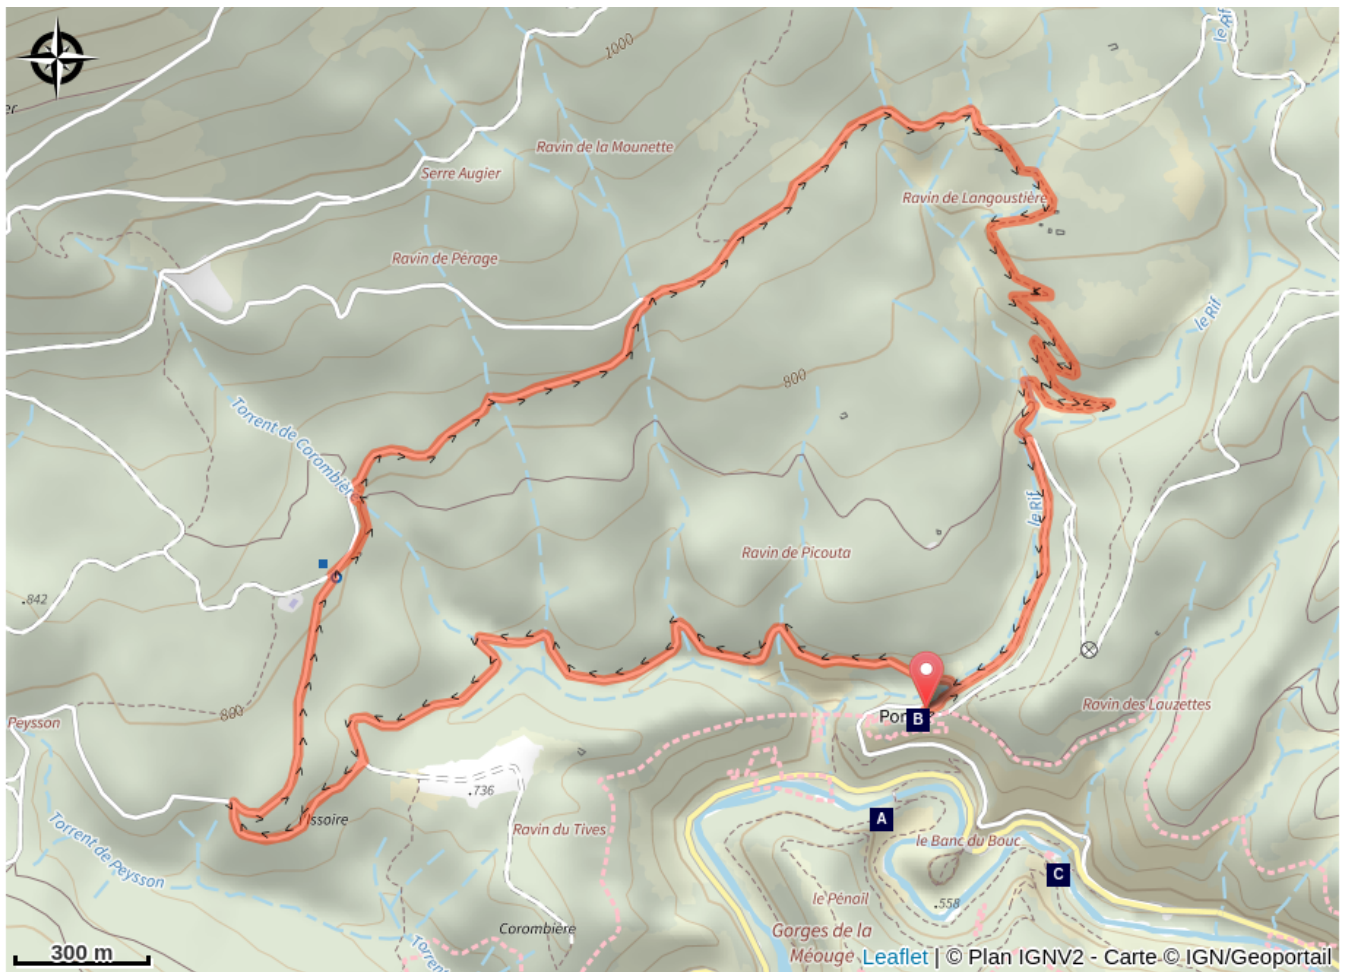 1000
le Rif
Ravin de la Mounette
Serre Augier
Ravin de Langoustière
Ravin de Pérage
le Rif
800
Torrent de Corombière
le Rif
Ravin de Picouta
.842
Ravin des Lauzettes
800
Peysson
B
.736
Issoire
A
Ravin du Tives
le Banc du Bouc
Torrent de Peysson
C
le Pénail
.558
Corombière
Gorges de la
Méouge
Torrent
300 m
Leaflet | © Plan IGNV2 - Carte © IGN/Geoportail